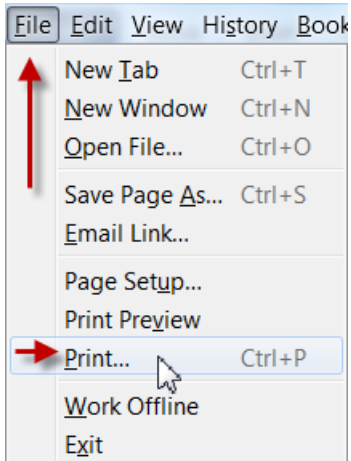 File Edit View History Book
New Tab Ctrl+T
New Window Ctrl+N
Open File... Ctrl+O
Save Page As... Ctrl+S
Email Link...
Page Setup...
Print Preview
Print... Ctrl+P
Work Offline
Exit